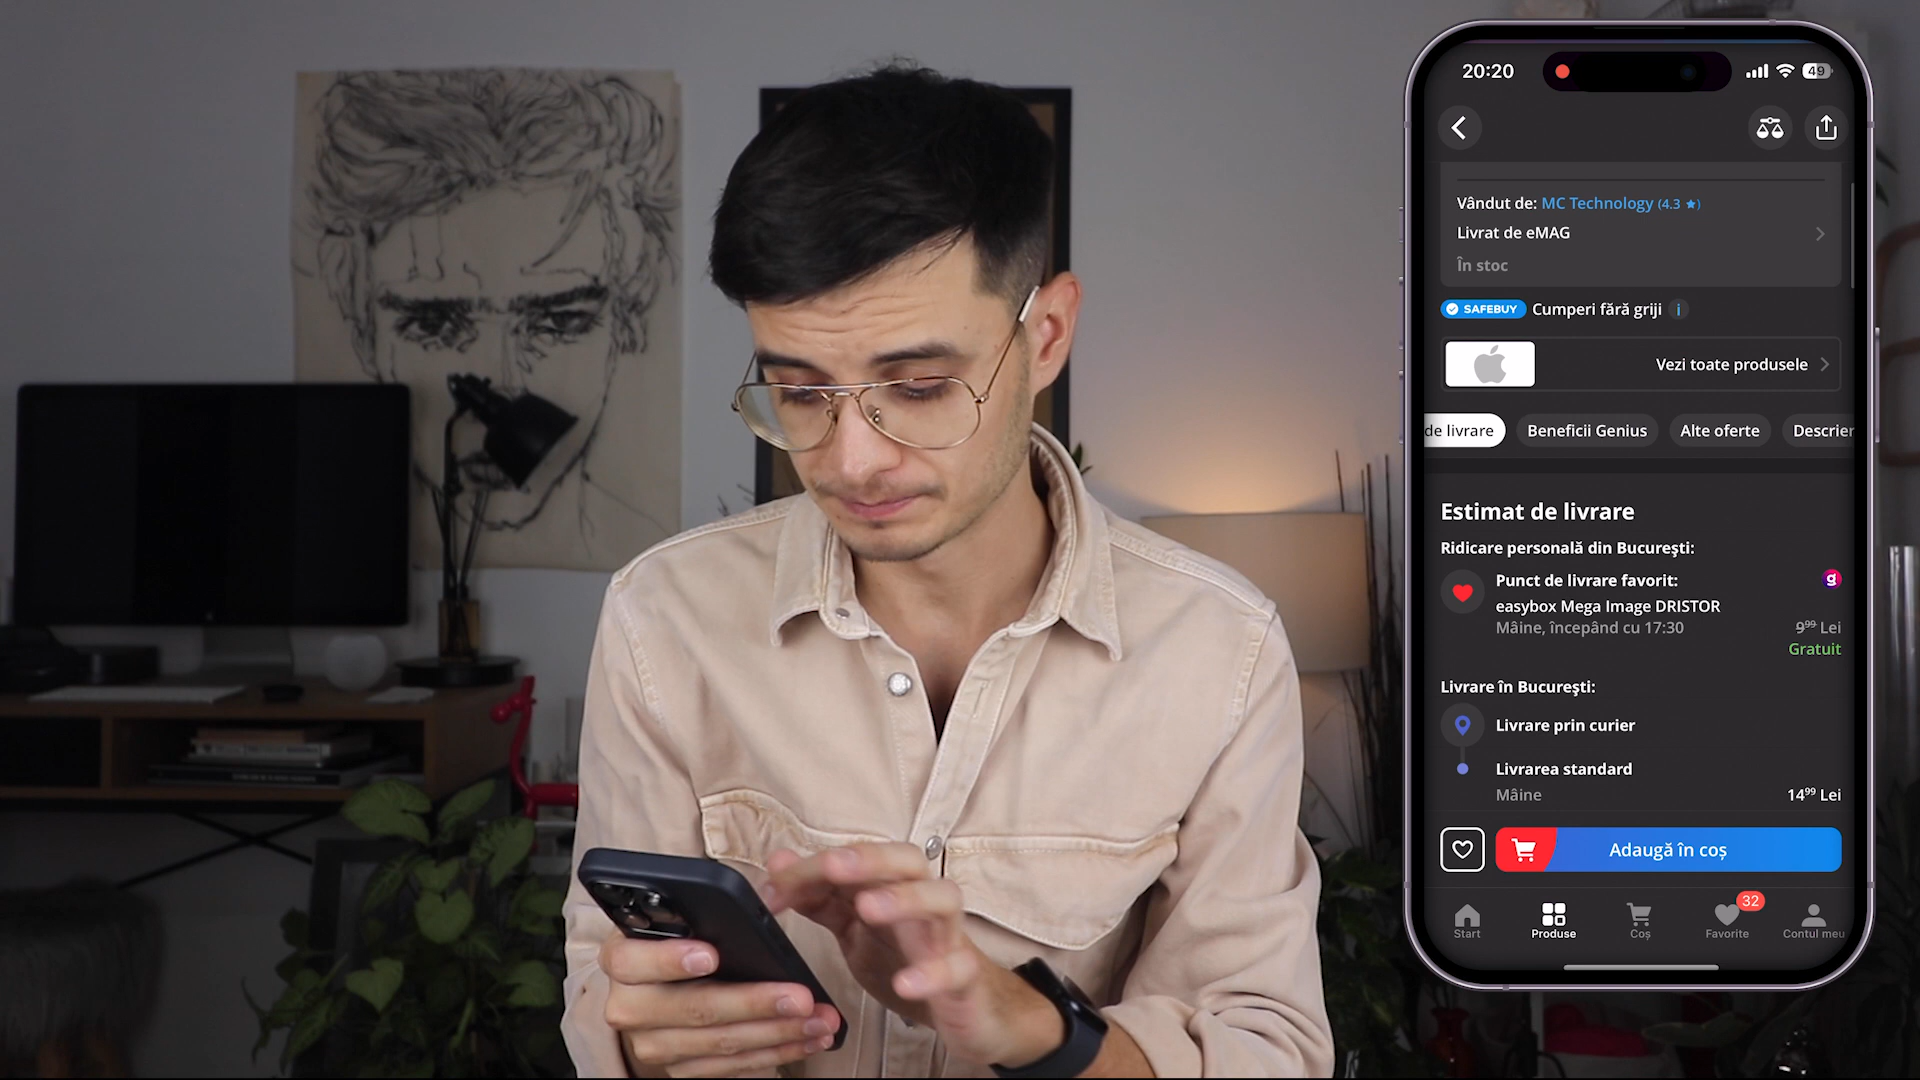 20:20
49
Vândut de: MC Technology (4.3 ★)
Livrat de eMAG
În stoc
SAFEBUY Cumperi fără griji i
Vezi toate produsele
de livrare Beneficii Genius Alte oferte Descrier
Estimat de livrare
Ridicare personală din București:
Punct de livrare favorit:
g
easybox Mega Image DRISTOR
Mâine, începând cu 17:30
9⁹⁹ Lei
Gratuit
Livrare în București:
Livrare prin curier
Livrarea standard
Mâine
14⁹⁹ Lei
Adaugă în coș
32
Start Produse Coș Favorite Contul meu